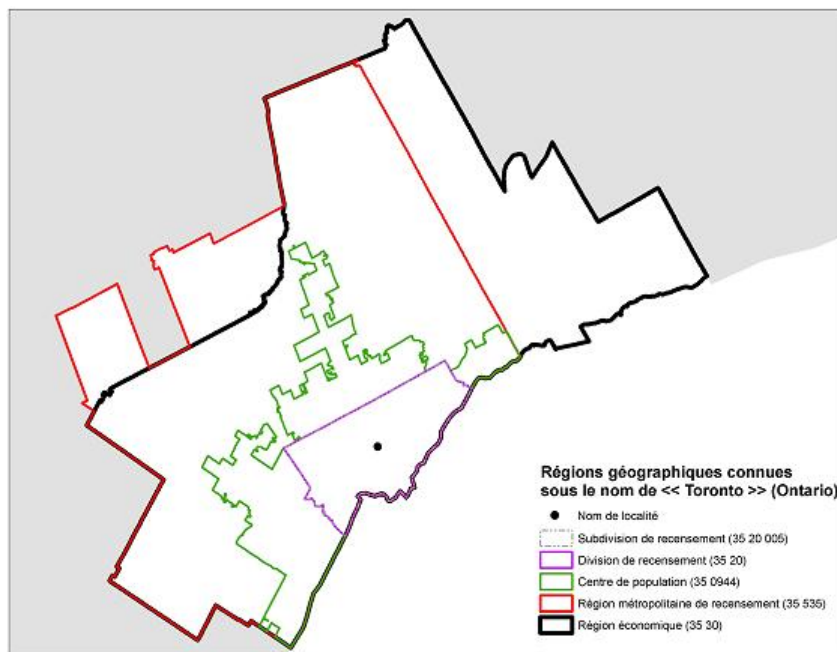 Régions géographiques connues
sous le nom de << Toronto >> (Ontario)
Nom de localité
Subdivision de recensement (35 20 005)
Division de recensement (35 20)
Centre de population (35 0944)
Région métropolitaine de recensement (35 535)
Région économique (35 30)